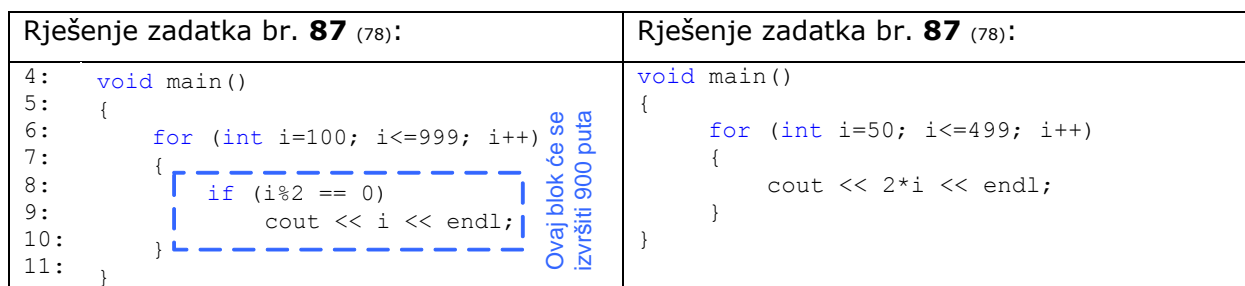 Rješenje zadatka br. 87 (78):
4: void main()
5: {
6: for (int i=100; i<=999; i++)
7: {
8: if (i%2 == 0)
9: cout << i << endl;
10: }
11: }
Ovaj blok će se
izvršiti 900 puta
Rješenje zadatka br. 87 (78):
void main()
{
for (int i=50; i<=499; i++)
{
cout << 2*i << endl;
}
}